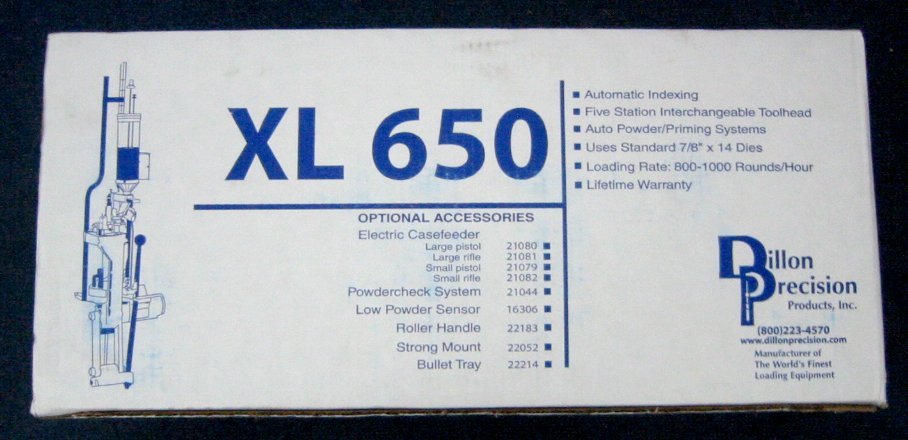 XL 650
OPTIONAL ACCESSORIES
Electric Casefeeder
Large pistol 21080 ■
Large rifle 21081 ■
Small pistol 21079 ■
Small rifle 21082 ■
Powdercheck System 21044 ■
Low Powder Sensor 16306 ■
Roller Handle 22183 ■
Strong Mount 22052 ■
Bullet Tray 22214 ■
■ Automatic Indexing
■ Five Station Interchangeable Toolhead
■ Auto Powder/Priming Systems
■ Uses Standard 7/8" x 14 Dies
■ Loading Rate: 800-1000 Rounds/Hour
■ Lifetime Warranty
Dillon
Precision
Products, Inc.
(800)223-4570
www.dillonprecision.com
Manufacturer of
The World's Finest
Loading Equipment